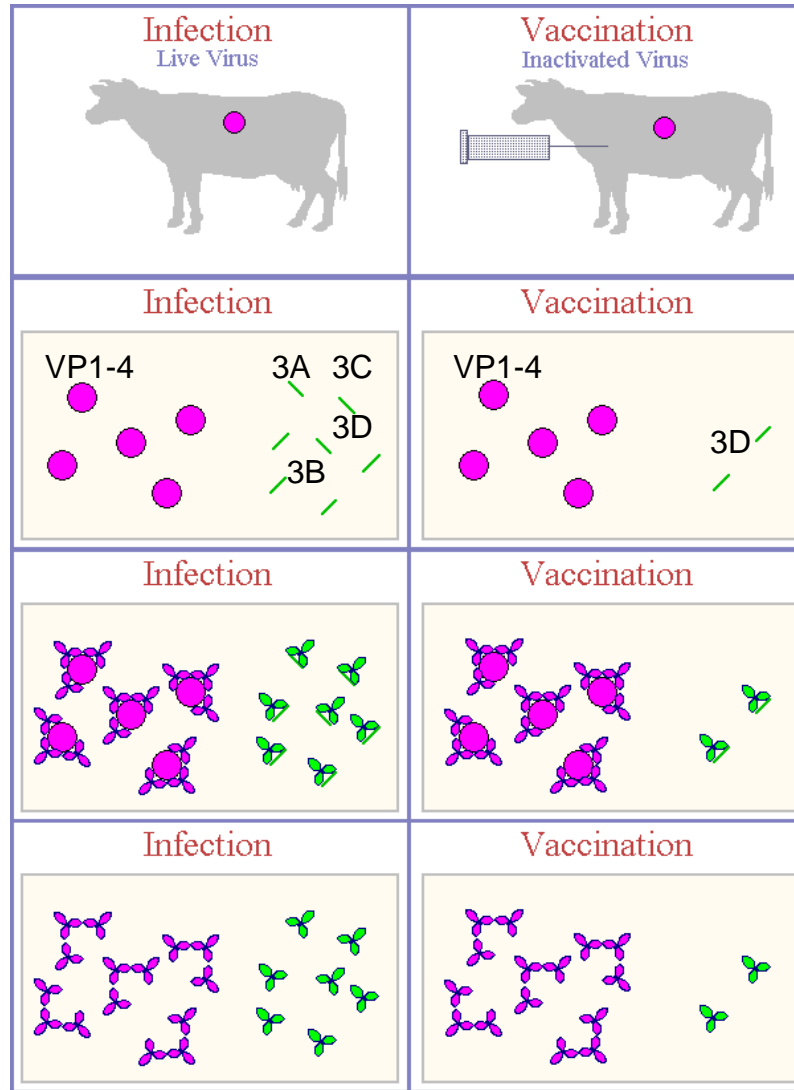 Infection
Live Virus
Vaccination
Inactivated Virus
Infection
VP1-4
3A
3C
3D
3B
Vaccination
VP1-4
3D
Infection
Vaccination
Infection
Vaccination